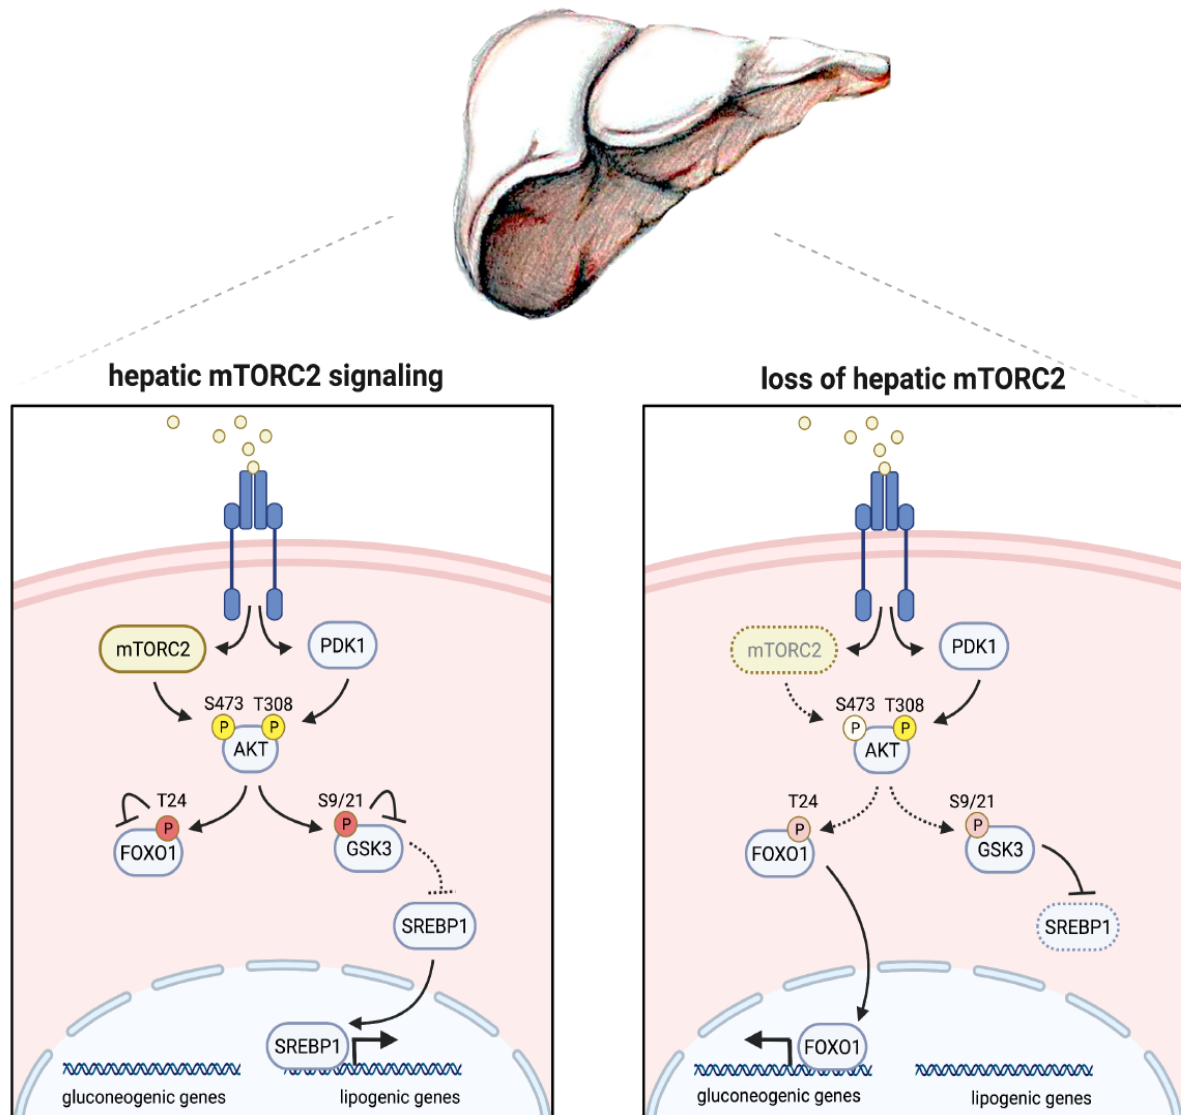 hepatic mTORC2 signaling
mTORC2
PDK1
S473 T308
P P
AKT
T24
P
FOXO1
S9/21
P
GSK3
SREBP1
SREBP1
gluconeogenic genes
lipogenic genes
loss of hepatic mTORC2
mTORC2
PDK1
S473 T308
P P
AKT
T24
P
FOXO1
S9/21
P
GSK3
SREBP1
FOXO1
gluconeogenic genes
lipogenic genes